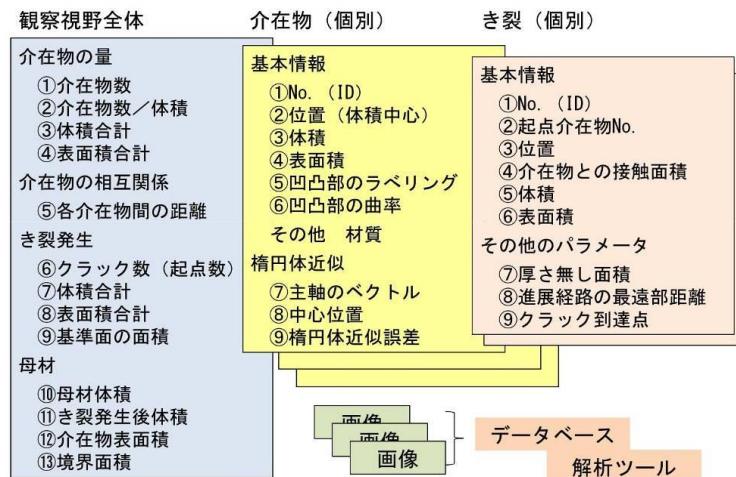 観察視野全体
介在物の量
①介在物数
②介在物数／体積
③体積合計
④表面積合計
介在物の相互関係
⑤各介在物間の距離
き裂発生
⑥クラック数（起点数）
⑦体積合計
⑧表面積合計
⑨基準面の面積
母材
⑩母材体積
⑪き裂発生後体積
⑫介在物表面積
⑬境界面積
介在物（個別）
基本情報
①No.（ID）
②位置（体積中心）
③体積
④表面積
⑤凹凸部のラベリング
⑥凹凸部の曲率
その他　材質
楕円体近似
⑦主軸のベクトル
⑧中心位置
⑨楕円体近似誤差
き裂（個別）
基本情報
①No.（ID）
②起点介在物No.
③位置
④介在物との接触面積
⑤体積
⑥表面積
その他のパラメータ
⑦厚さ無し面積
⑧進展経路の最遠部距離
⑨クラック到達点
画像
画像
画像
データベース
解析ツール